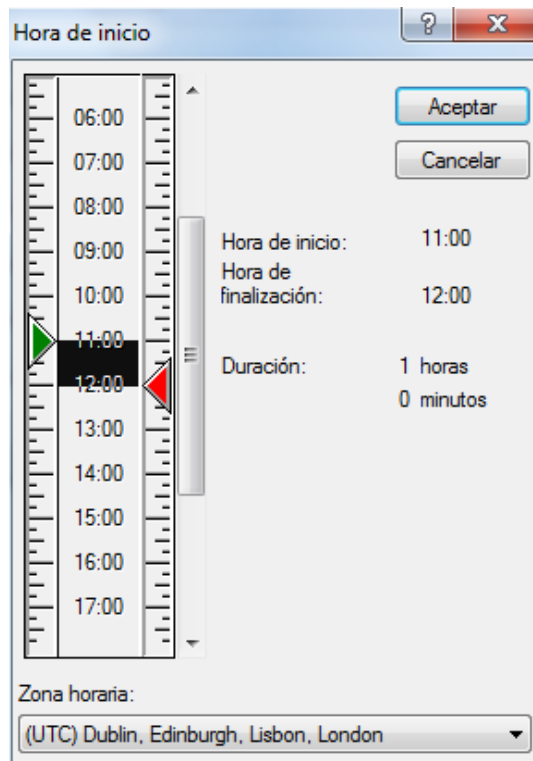 Hora de inicio
?
X
06:00
07:00
08:00
09:00
10:00
11:00
12:00
13:00
14:00
15:00
16:00
17:00
Aceptar
Cancelar
Hora de inicio: 11:00
Hora de
finalización: 12:00
Duración: 1 horas
0 minutos
Zona horaria:
(UTC) Dublin, Edinburgh, Lisbon, London